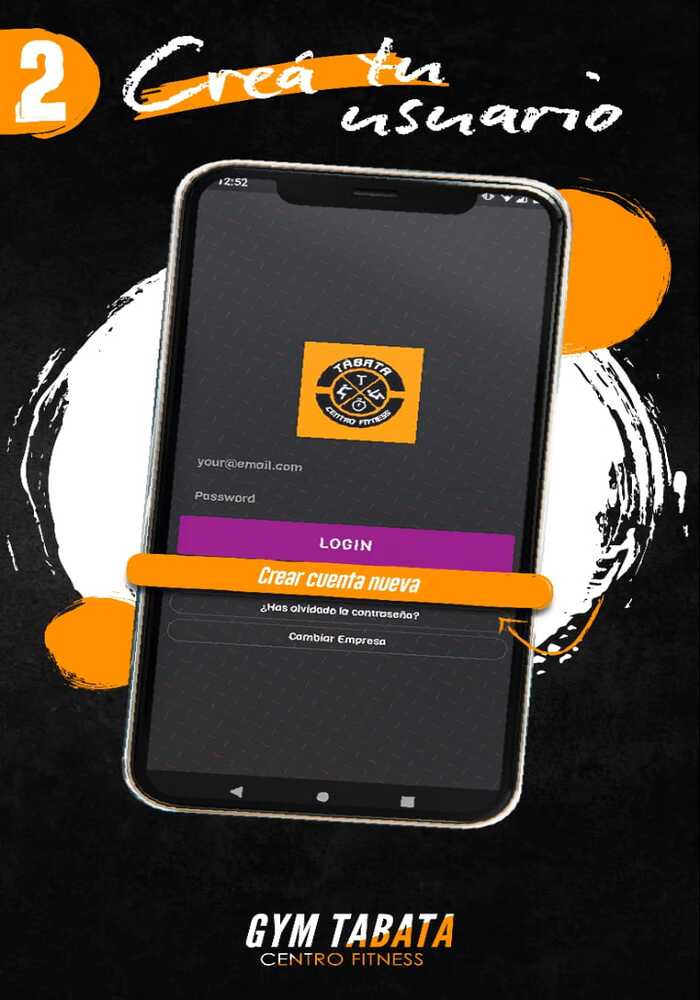 2
Creá tu
usuario
12:52
TABATA
CENTRO FITNESS
your@email.com
Password
LOGIN
Crear cuenta nueva
¿Has olvidado la contraseña?
Cambiar Empresa
GYM TABATA
CENTRO FITNESS